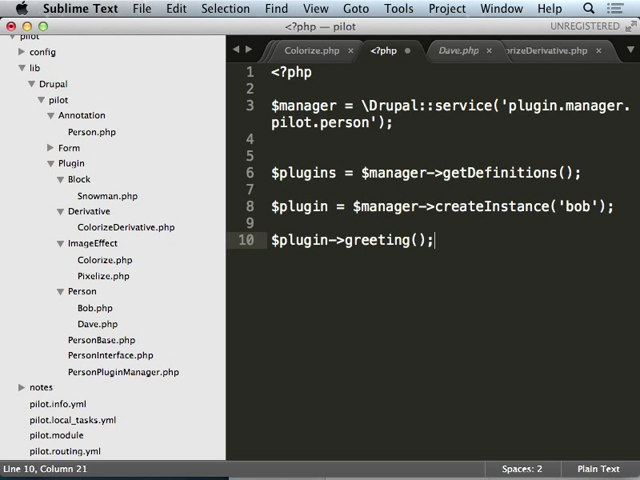 Sublime Text File Edit Selection Find View Goto Tools Project Window Help
<?php — pilot
UNREGISTERED
Colorize.php × <?php Dave.php × orizeDerivative.php ×
pilot
config
lib
Drupal
pilot
Annotation
Person.php
Form
Plugin
Block
Snowman.php
Derivative
ColorizeDerivative.php
ImageEffect
Colorize.php
Pixelize.php
Person
Bob.php
Dave.php
PersonBase.php
PersonInterface.php
PersonPluginManager.php
notes
pilot.info.yml
pilot.local_tasks.yml
pilot.module
pilot.routing.yml
1 <?php
2
3 $manager = \Drupal::service('plugin.manager.
pilot.person');
4
5
6 $plugins = $manager->getDefinitions();
7
8 $plugin = $manager->createInstance('bob');
9
10 $plugin->greeting();
Line 10, Column 21
Spaces: 2
Plain Text